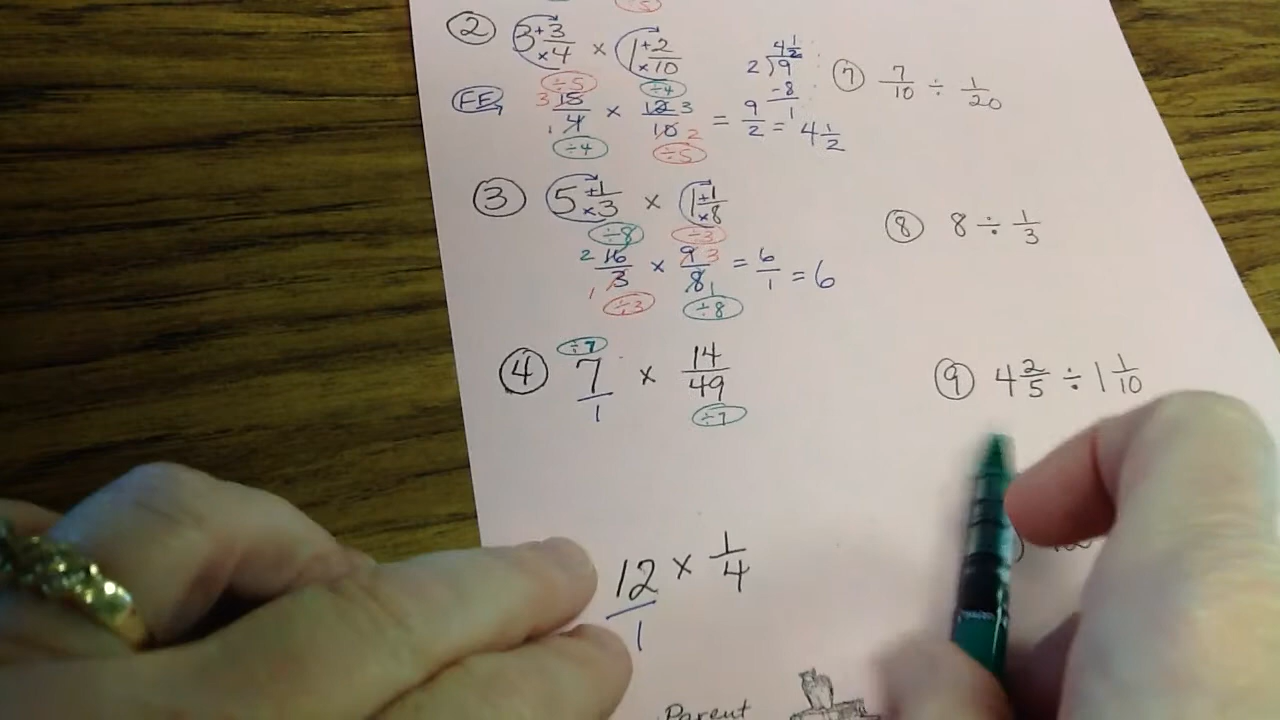 ÷5
② 3 + 3/× 4 × 1 + 2/× 10
÷5 ÷4
FF 3 15/4 1 × 12 3/10 2 = 9/2 = 4 1/2
÷4 ÷5
4 1/2
2 ) 9
-8
1
③ 5 + 1/× 3 × 1 + 1/× 8
÷8 ÷3
2 16/3 1 × 9 3/8 1 = 6/1 = 6
÷3 ÷8
④ ÷7
7/1 × 14/49
÷7
12/1 × 1/4
⑦ 7/10 ÷ 1/20
⑧ 8 ÷ 1/3
⑨ 4 2/5 ÷ 1 1/10
Parent